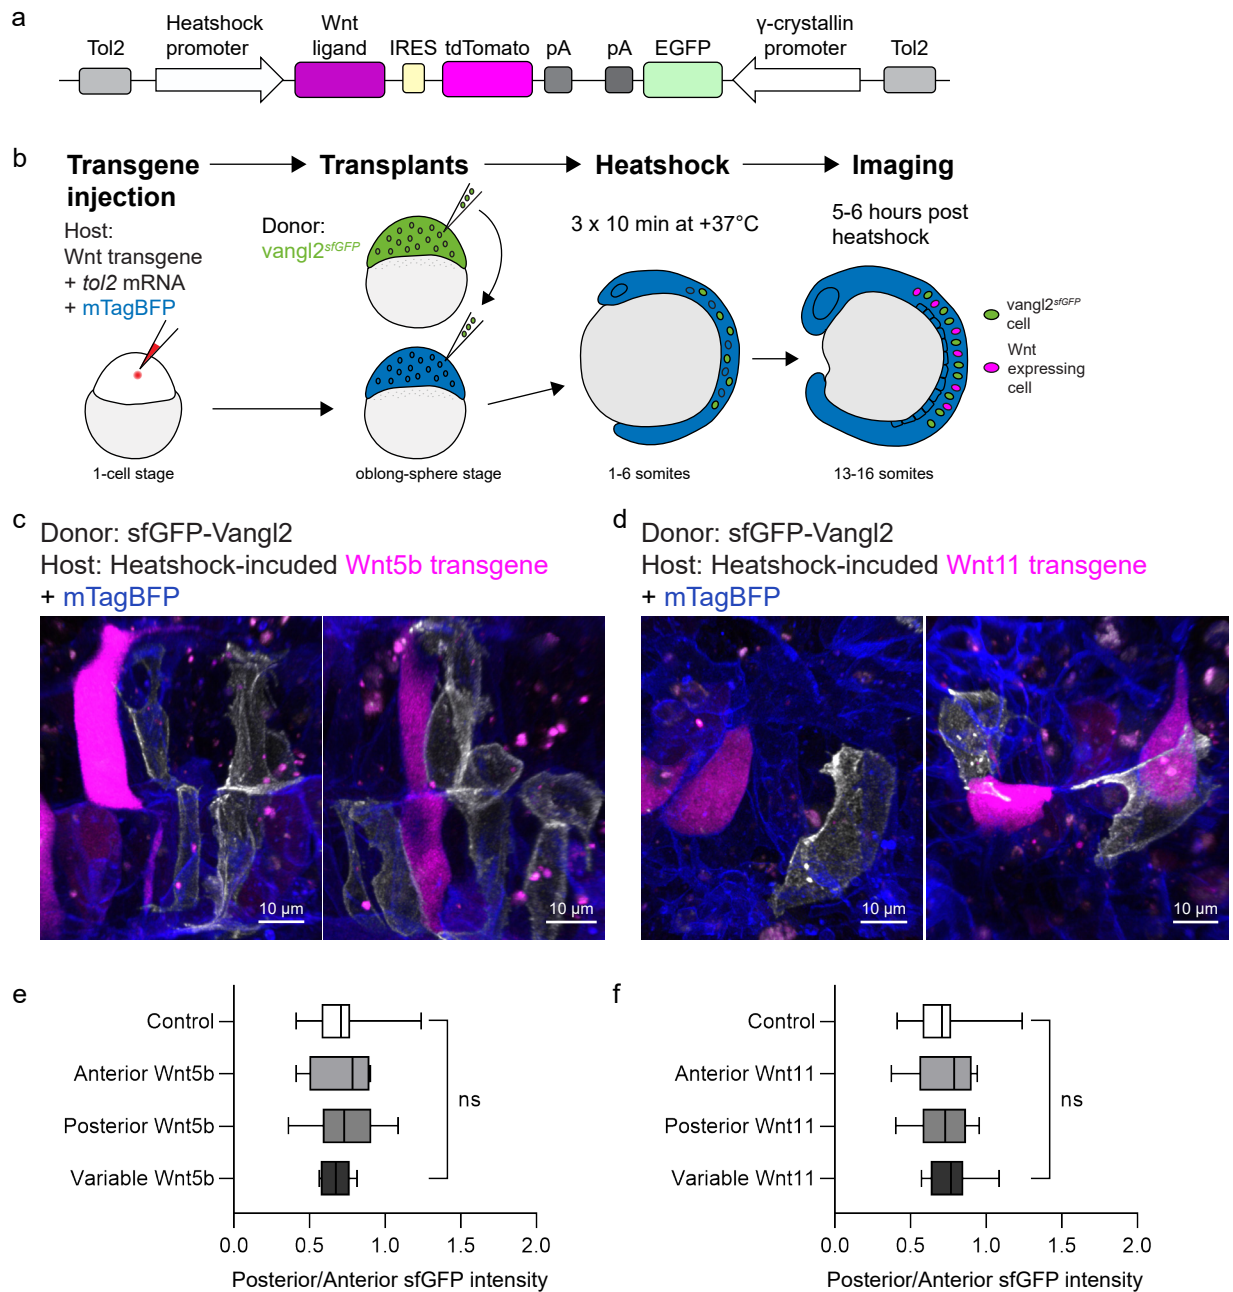 a
Heatshock promoter
Wnt ligand
Tol2
IRES
tdTomato
pA
pA
EGFP
γ-crystallin promoter
Tol2
b
Transgene injection
Transplants
Heatshock
Imaging
Host:
Wnt transgene
+ tol2 mRNA
+ mTagBFP
Donor:
vangl2sfGFP
3 x 10 min at +37°C
5-6 hours post
heatshock
vangl2sfGFP
cell
Wnt
expressing
cell
1-cell stage
oblong-sphere stage
1-6 somites
13-16 somites
c
Donor: sfGFP-Vangl2
Host: Heatshock-incuded Wnt5b transgene
+ mTagBFP
10 µm
10 µm
d
Donor: sfGFP-Vangl2
Host: Heatshock-incuded Wnt11 transgene
+ mTagBFP
10 µm
10 µm
e
Control
Anterior Wnt5b
Posterior Wnt5b
Variable Wnt5b
ns
0.0 0.5 1.0 1.5 2.0
Posterior/Anterior sfGFP intensity
f
Control
Anterior Wnt11
Posterior Wnt11
Variable Wnt11
ns
0.0 0.5 1.0 1.5 2.0
Posterior/Anterior sfGFP intensity